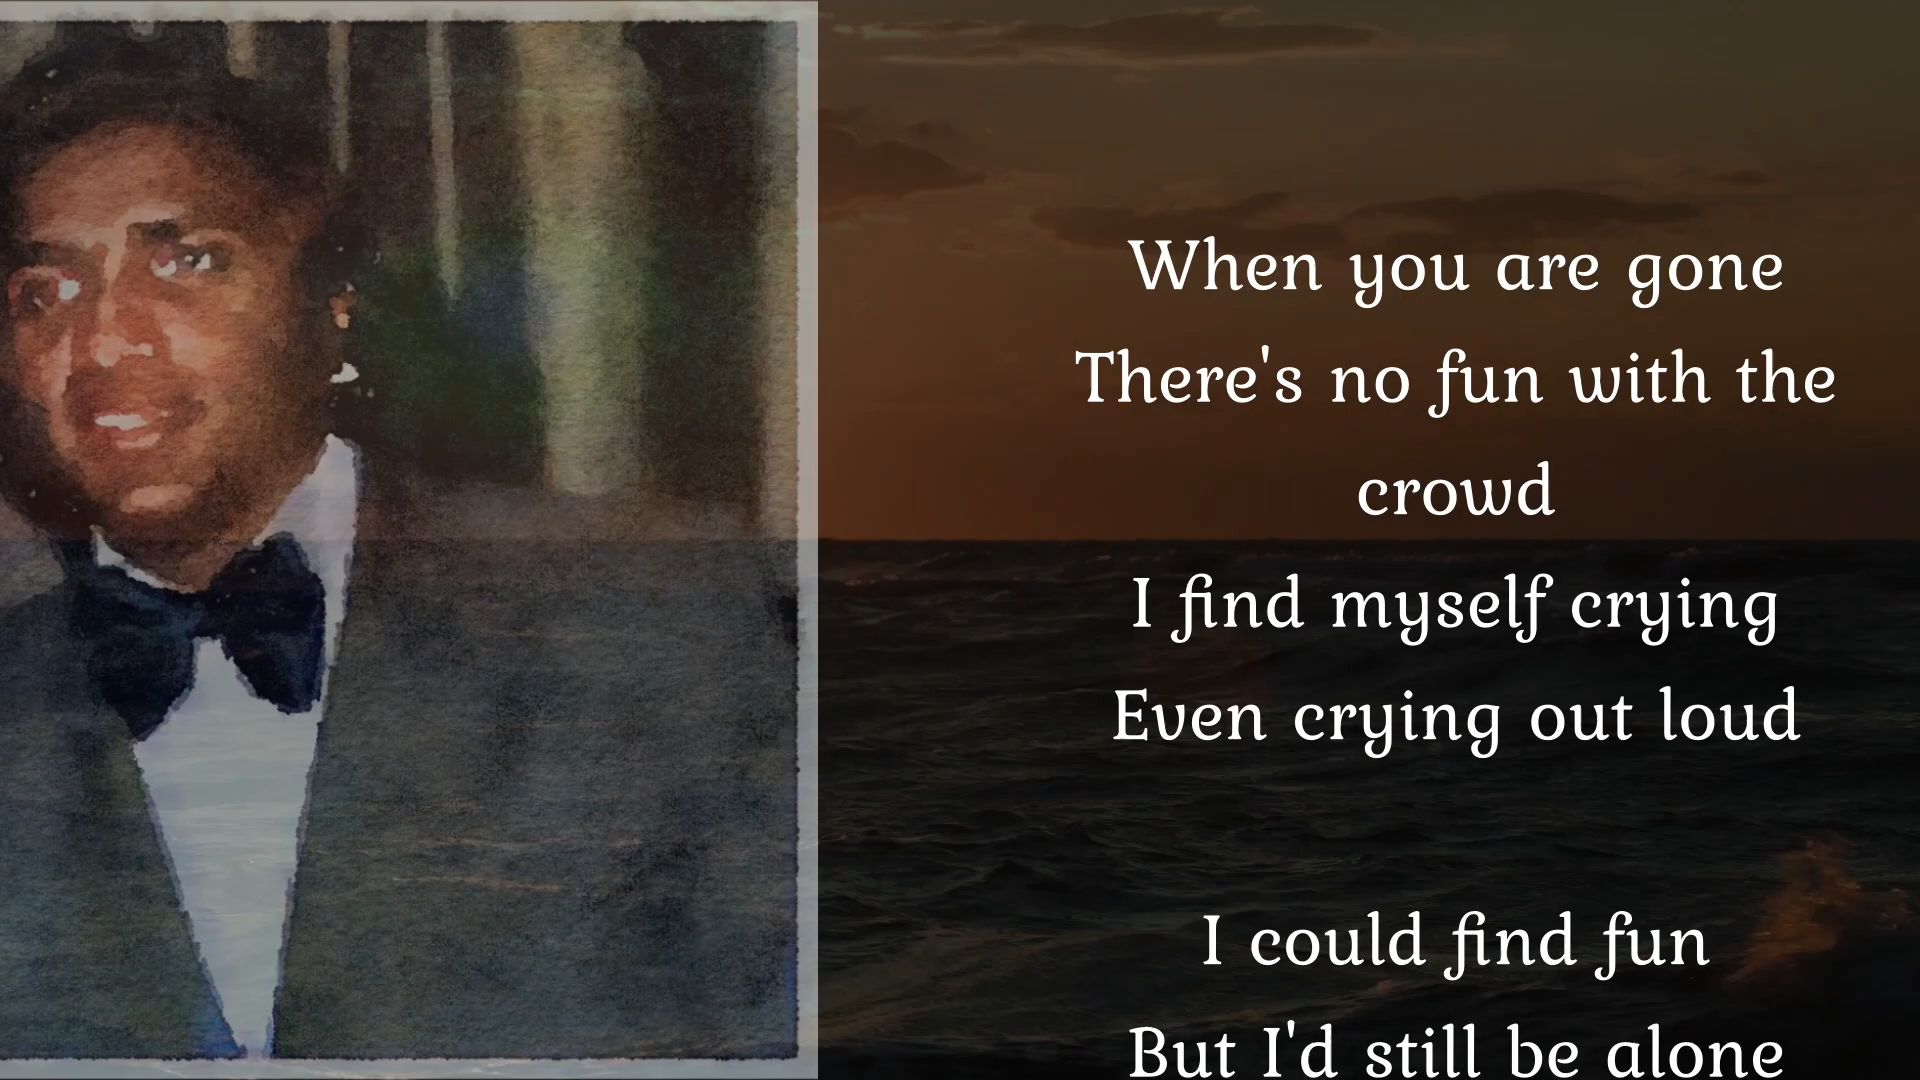 When you are gone
There's no fun with the
crowd
I find myself crying
Even crying out loud
I could find fun
But I'd still be alone